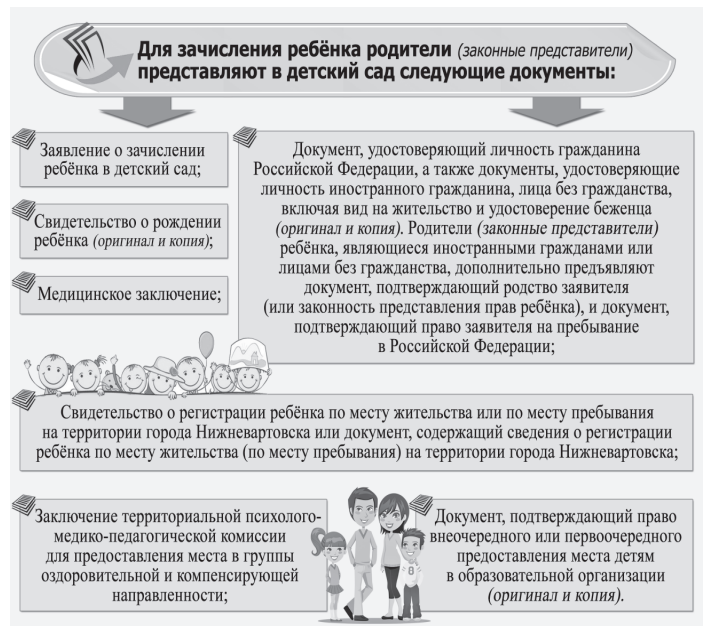 Для зачисления ребёнка родители (законные представители)
представляют в детский сад следующие документы:
Заявление о зачислении
ребёнка в детский сад;
Свидетельство о рождении
ребёнка (оригинал и копия);
Медицинское заключение;
Документ, удостоверяющий личность гражданина
Российской Федерации, а также документы, удостоверяющие
личность иностранного гражданина, лица без гражданства,
включая вид на жительство и удостоверение беженца
(оригинал и копия). Родители (законные представители)
ребёнка, являющиеся иностранными гражданами или
лицами без гражданства, дополнительно предъявляют
документ, подтверждающий родство заявителя
(или законность представления прав ребёнка), и документ,
подтверждающий право заявителя на пребывание
в Российской Федерации;
Свидетельство о регистрации ребёнка по месту жительства или по месту пребывания
на территории города Нижневартовска или документ, содержащий сведения о регистрации
ребёнка по месту жительства (по месту пребывания) на территории города Нижневартовска;
Заключение территориальной психолого-
медико-педагогической комиссии
для предоставления места в группы
оздоровительной и компенсирующей
направленности;
Документ, подтверждающий право
внеочередного или первоочередного
предоставления места детям
в образовательной организации
(оригинал и копия).
8